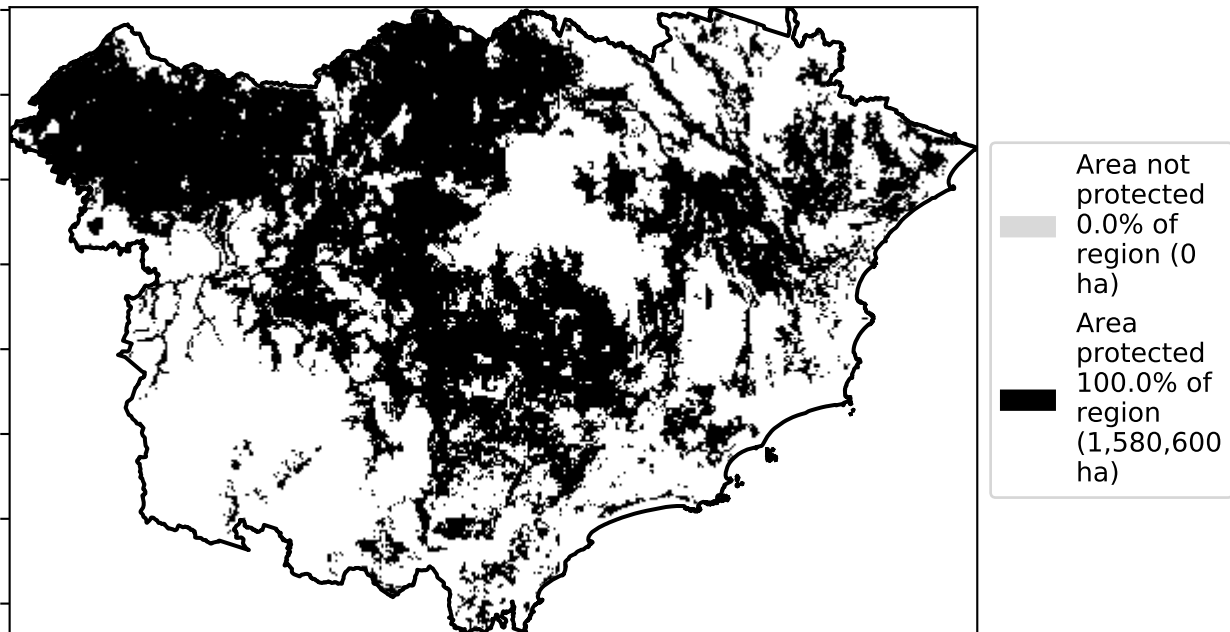 Area not
protected
0.0% of
region (0
ha)
Area
protected
100.0% of
region
(1,580,600
ha)